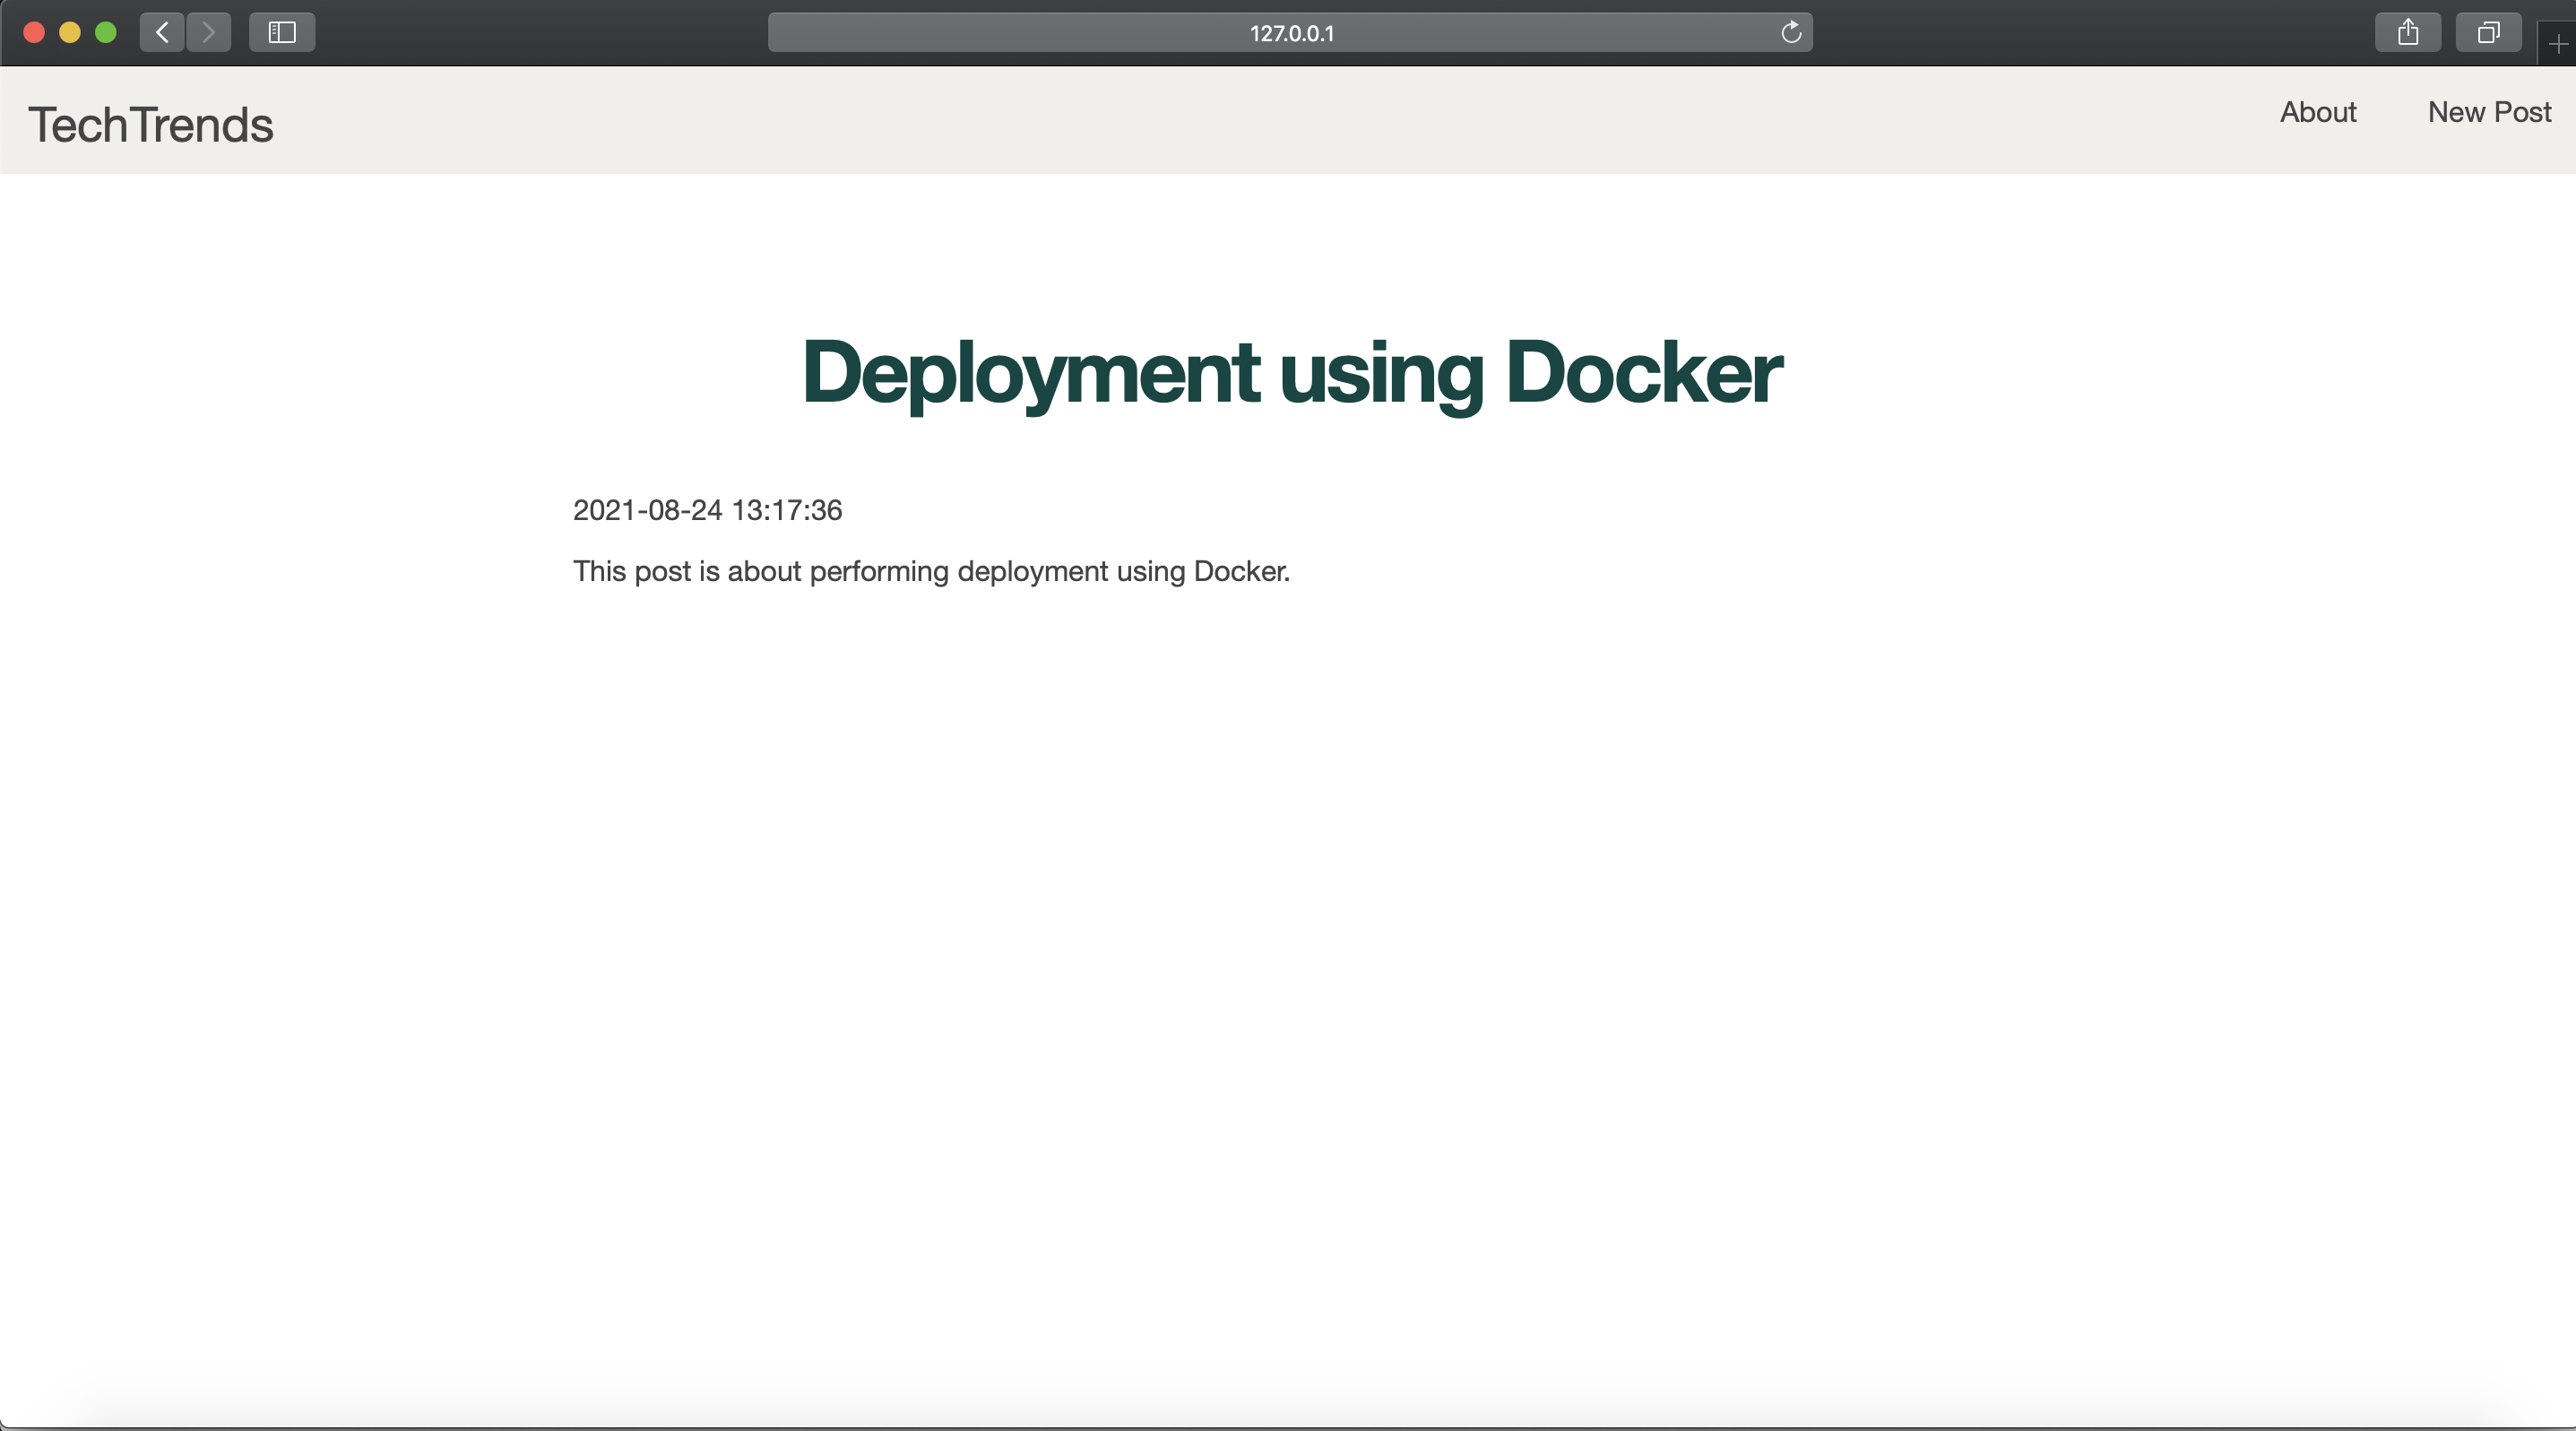 127.0.0.1
TechTrends
About New Post
Deployment using Docker
2021-08-24 13:17:36
This post is about performing deployment using Docker.